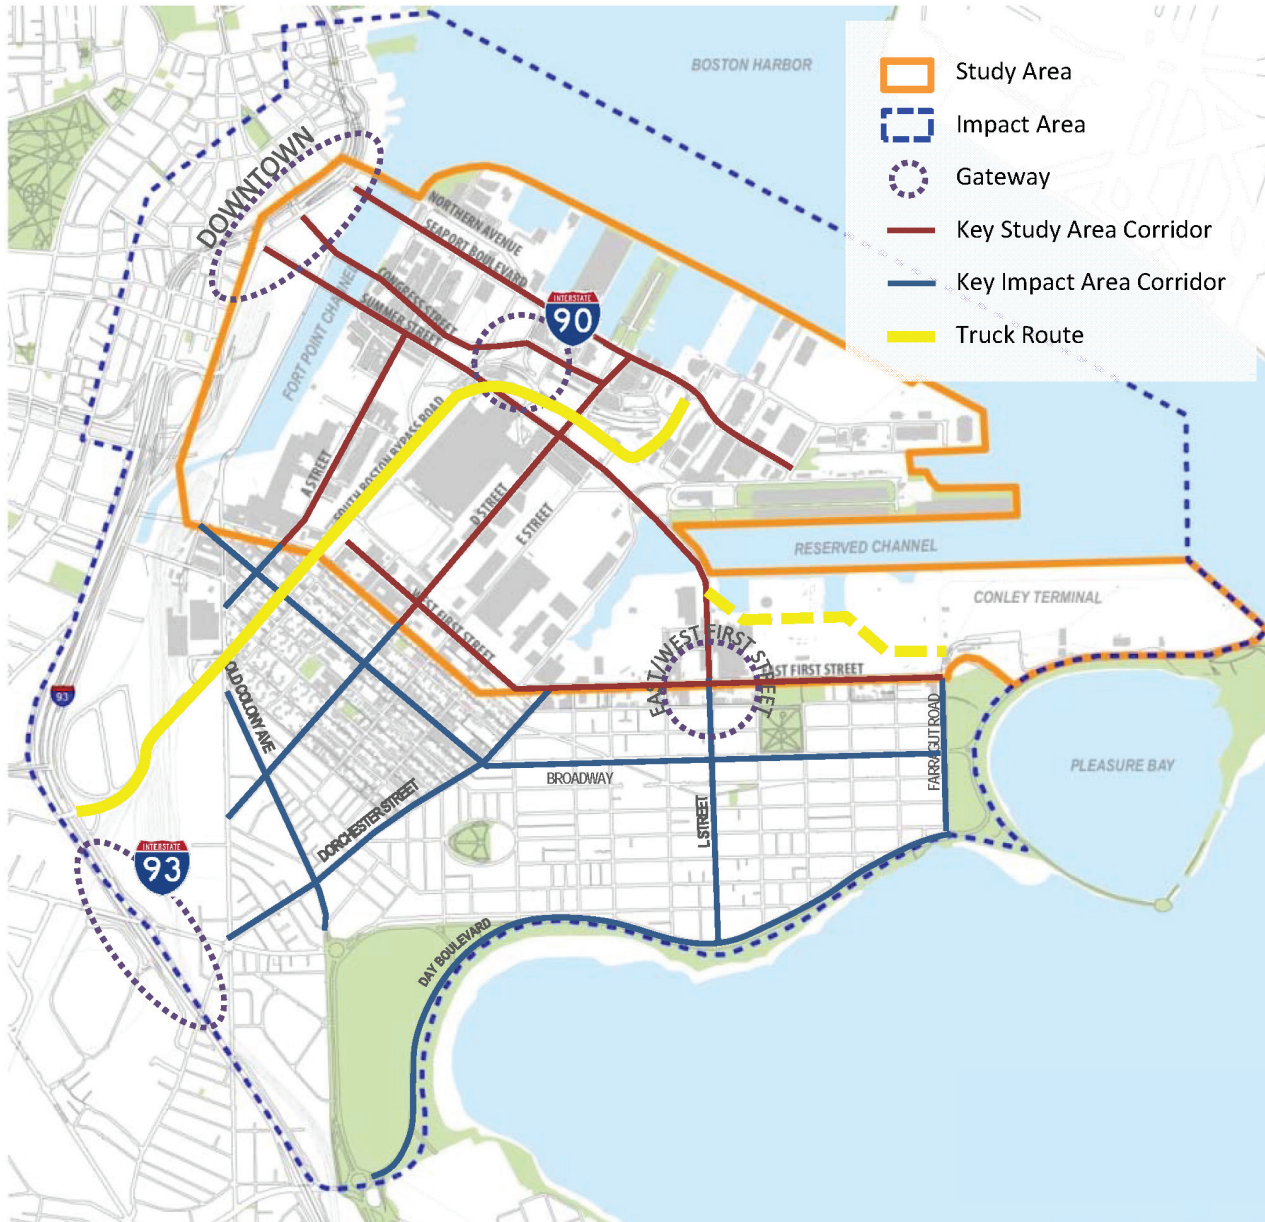 BOSTON HARBOR
Study Area
Impact Area
Gateway
Key Study Area Corridor
Key Impact Area Corridor
Truck Route
DOWNTOWN
NORTHERN AVENUE
SEAPORT BOULEVARD
CONGRESS STREET
SUMMER STREET
FORT POINT CHANNEL
INTERSTATE
90
A STREET
SOUTH BOSTON BYPASS ROAD
D STREET
E STREET
RESERVED CHANNEL
CONLEY TERMINAL
WEST FIRST STREET
EAST/WEST FIRST STREET
EAST FIRST STREET
93
OLD COLONY AVE
FARRAGUT ROAD
BROADWAY
PLEASURE BAY
DORCHESTER STREET
L STREET
INTERSTATE
93
DAY BOULEVARD